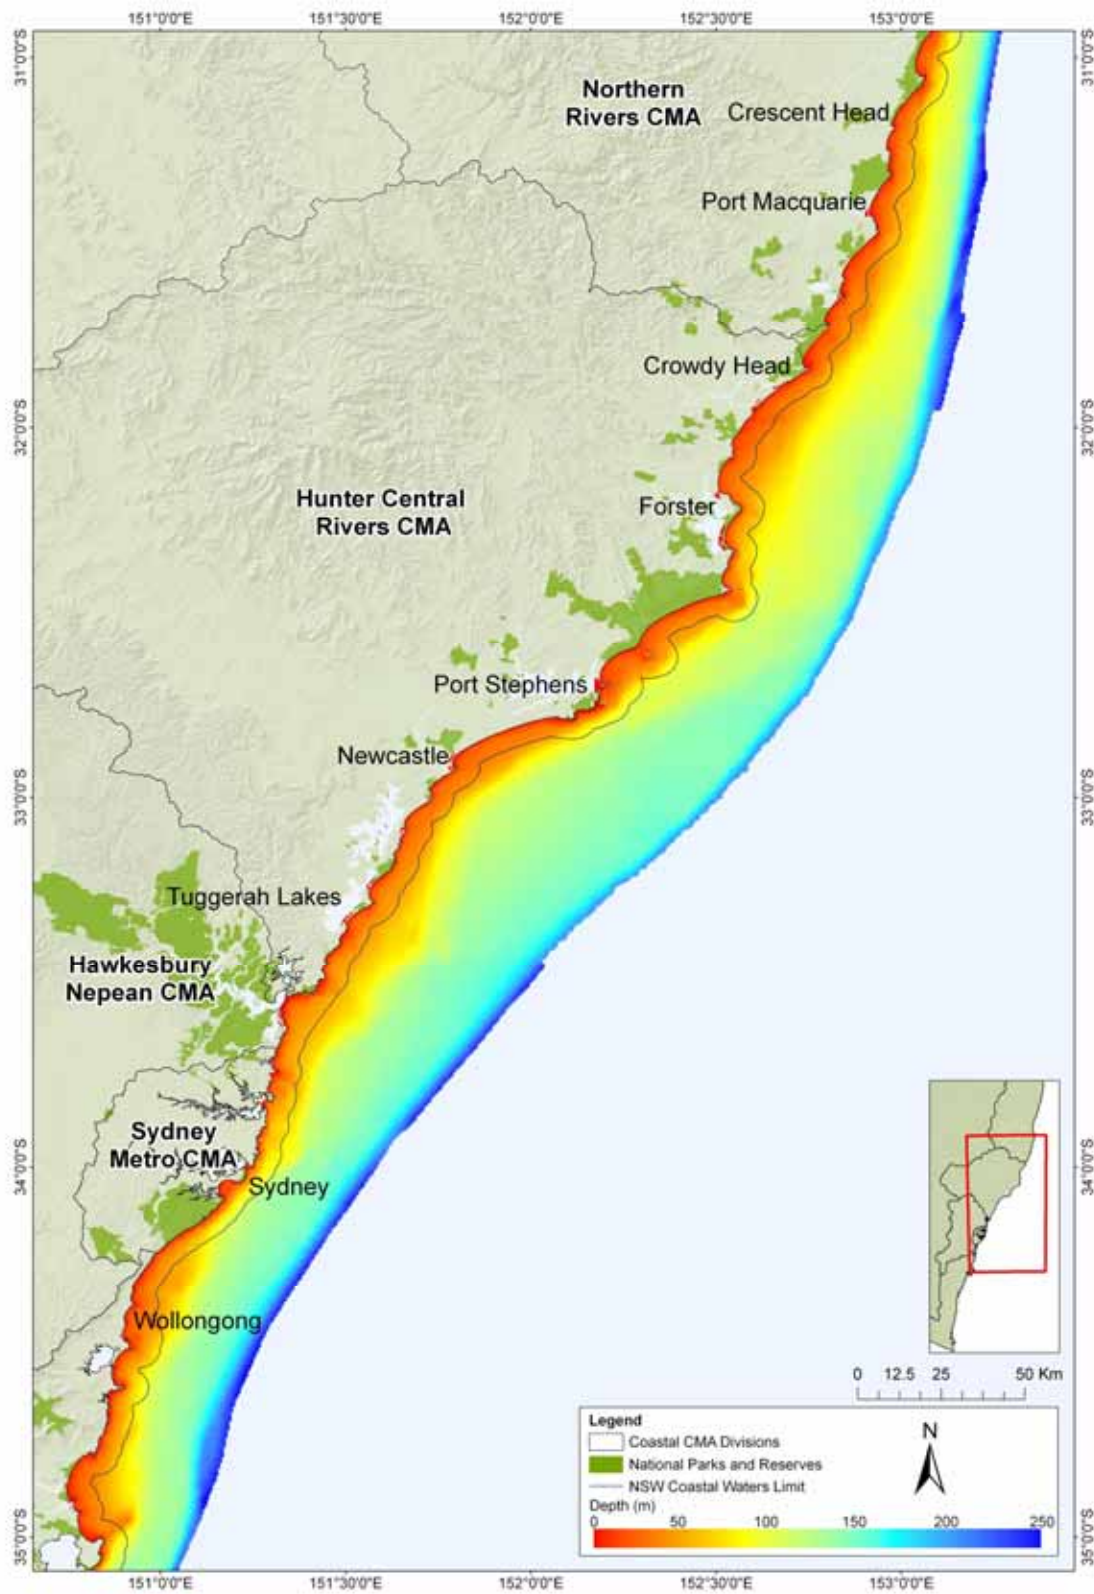 151°0'0"E 151°30'0"E 152°0'0"E 152°30'0"E 153°0'0"E
31°0'0"S
31°0'0"S
Northern
Rivers CMA
Crescent Head
Port Macquarie
Crowdy Head
32°0'0"S
32°0'0"S
Hunter Central
Rivers CMA
Forster
Port Stephens
Newcastle
33°0'0"S
33°0'0"S
Tuggerah Lakes
Hawkesbury
Nepean CMA
Sydney
Metro CMA
34°0'0"S
34°0'0"S
Sydney
Wollongong
0 12.5 25 50 Km
Legend
Coastal CMA Divisions
National Parks and Reserves
NSW Coastal Waters Limit
Depth (m)
0 50 100 150 200 250
N
35°0'0"S
35°0'0"S
151°0'0"E 151°30'0"E 152°0'0"E 152°30'0"E 153°0'0"E